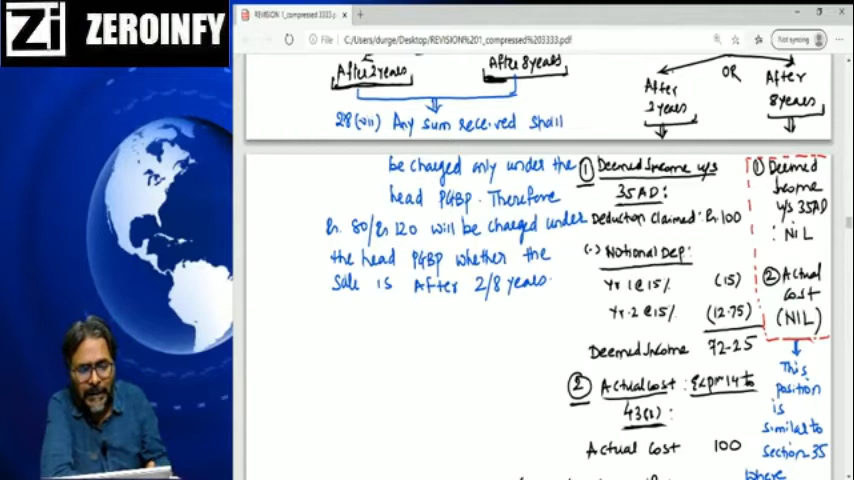 Zi ZEROINFY
REVISION 1_compressed 3333.p
File
C:/Users/durge/Desktop/REVISION%201_compressed%203333.pdf
Not syncing
After 2 years
After 8 years
28(vii) Any sum received shall
be charged only under the
head PGBP. Therefore
Rs. 80/Rs 120 will be charged under
the head PGBP whether the
Sale is After 2/8 years.
OR
After
2 years
After
8 years
① Deemed Income u/s
35AD:
Deduction Claimed: Rs. 100
(-) Notional Dep:
Yr 1 @ 15% (15)
Yr. 2 @ 15% (12.75)
Deemed Income 72.25
② Actual Cost: Expln 14 to
43(1):
Actual Cost 100
① Deemed
Income
u/s 35AD
: NIL
② Actual
Cost
(NIL)
This
position
is
similar to
Section 35
where